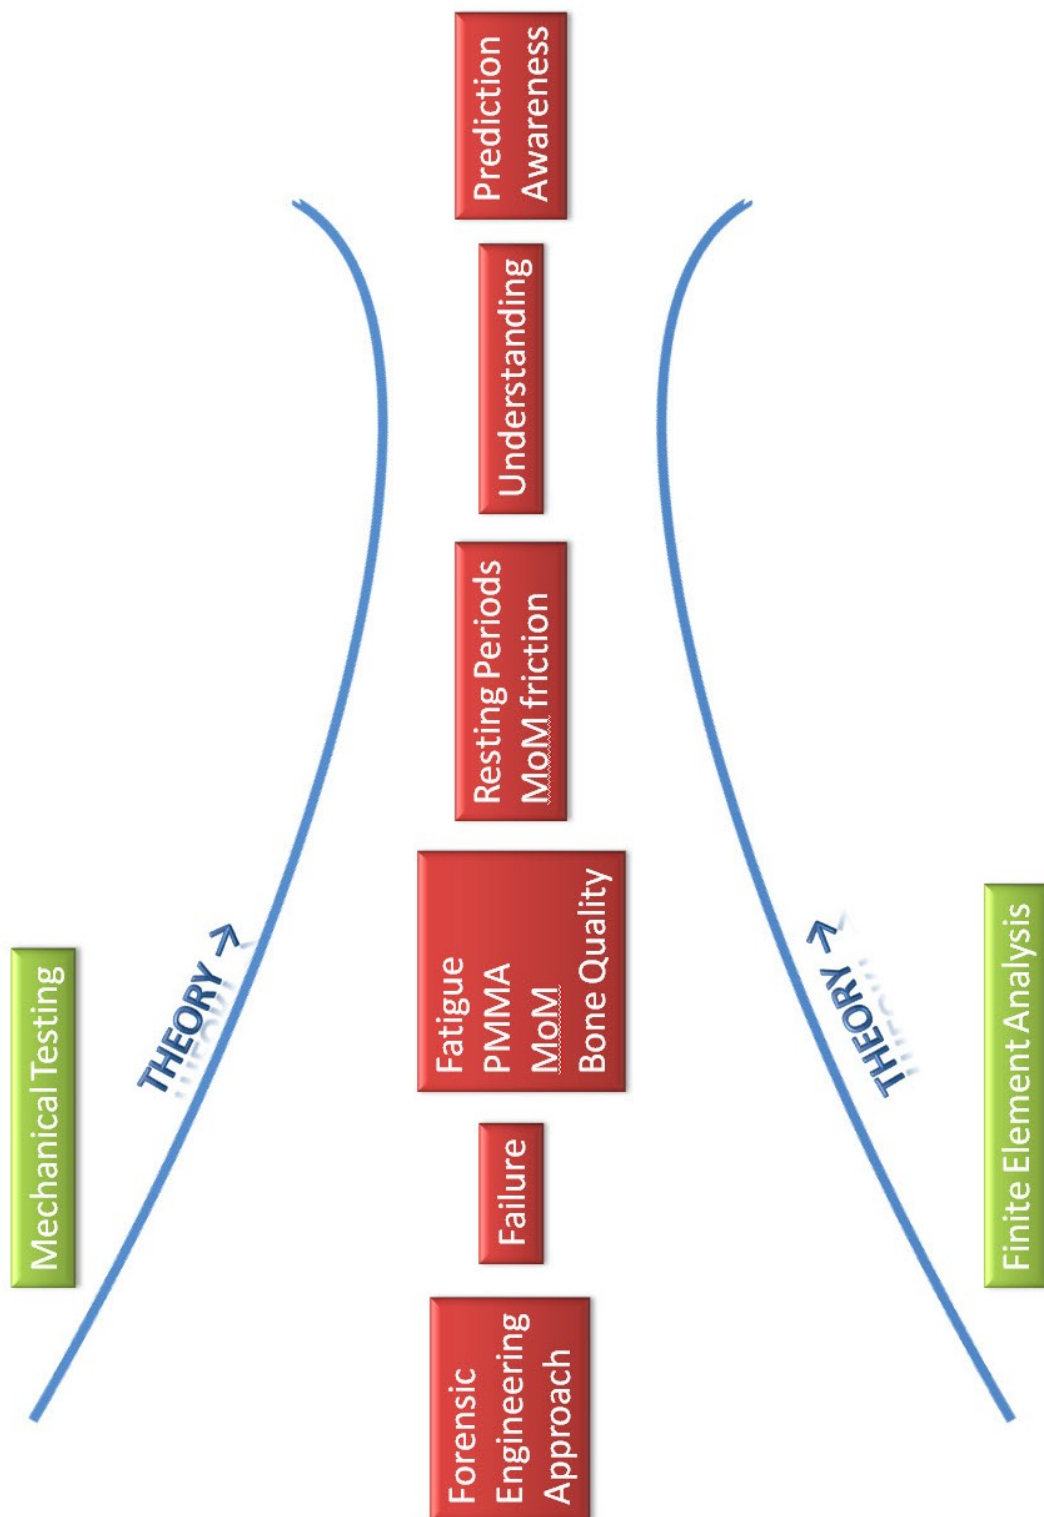 Mechanical Testing
THEORY →
Forensic
Engineering
Approach
Failure
Fatigue
PMMA
MoM
Bone Quality
Resting Periods
MoM friction
Understanding
Prediction
Awareness
THEORY →
Finite Element Analysis